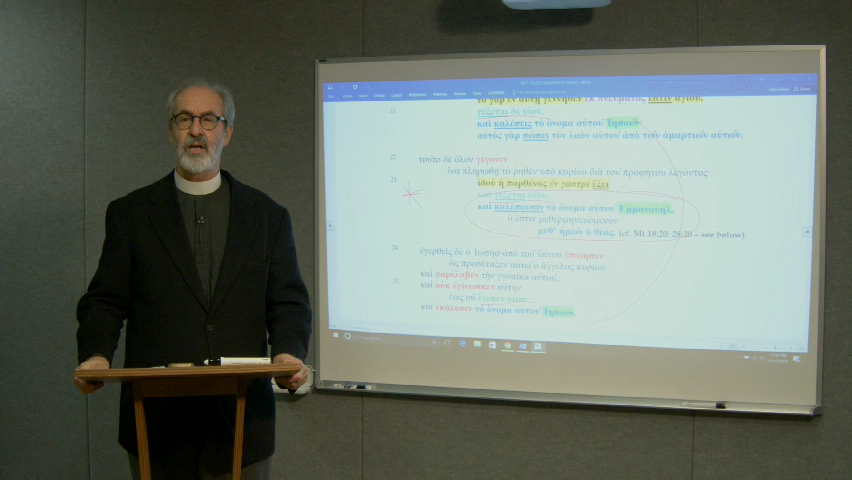 τὸ γὰρ ἐν αὐτῇ γεννηθὲν ἐκ πνεύματός ἐστιν ἁγίου.
21 τέξεται δὲ υἱόν,
καὶ καλέσεις τὸ ὄνομα αὐτοῦ Ἰησοῦν·
αὐτὸς γὰρ σώσει τὸν λαὸν αὐτοῦ ἀπὸ τῶν ἁμαρτιῶν αὐτῶν.
22 τοῦτο δὲ ὅλον γέγονεν
ἵνα πληρωθῇ τὸ ῥηθὲν ὑπὸ κυρίου διὰ τοῦ προφήτου λέγοντος·
23 ἰδοὺ ἡ παρθένος ἐν γαστρὶ ἕξει
καὶ τέξεται υἱόν,
καὶ καλέσουσιν τὸ ὄνομα αὐτοῦ Ἐμμανουήλ,
ὅ ἐστιν μεθερμηνευόμενον
μεθ’ ἡμῶν ὁ θεός. (cf. Mt 18:20; 28:20 – see below)
24 ἐγερθεὶς δὲ ὁ Ἰωσὴφ ἀπὸ τοῦ ὕπνου ἐποίησεν
ὡς προσέταξεν αὐτῷ ὁ ἄγγελος κυρίου
καὶ παρέλαβεν τὴν γυναῖκα αὐτοῦ,
25 καὶ οὐκ ἐγίνωσκεν αὐτὴν
ἕως οὗ ἔτεκεν υἱόν·
καὶ ἐκάλεσεν τὸ ὄνομα αὐτοῦ Ἰησοῦν.